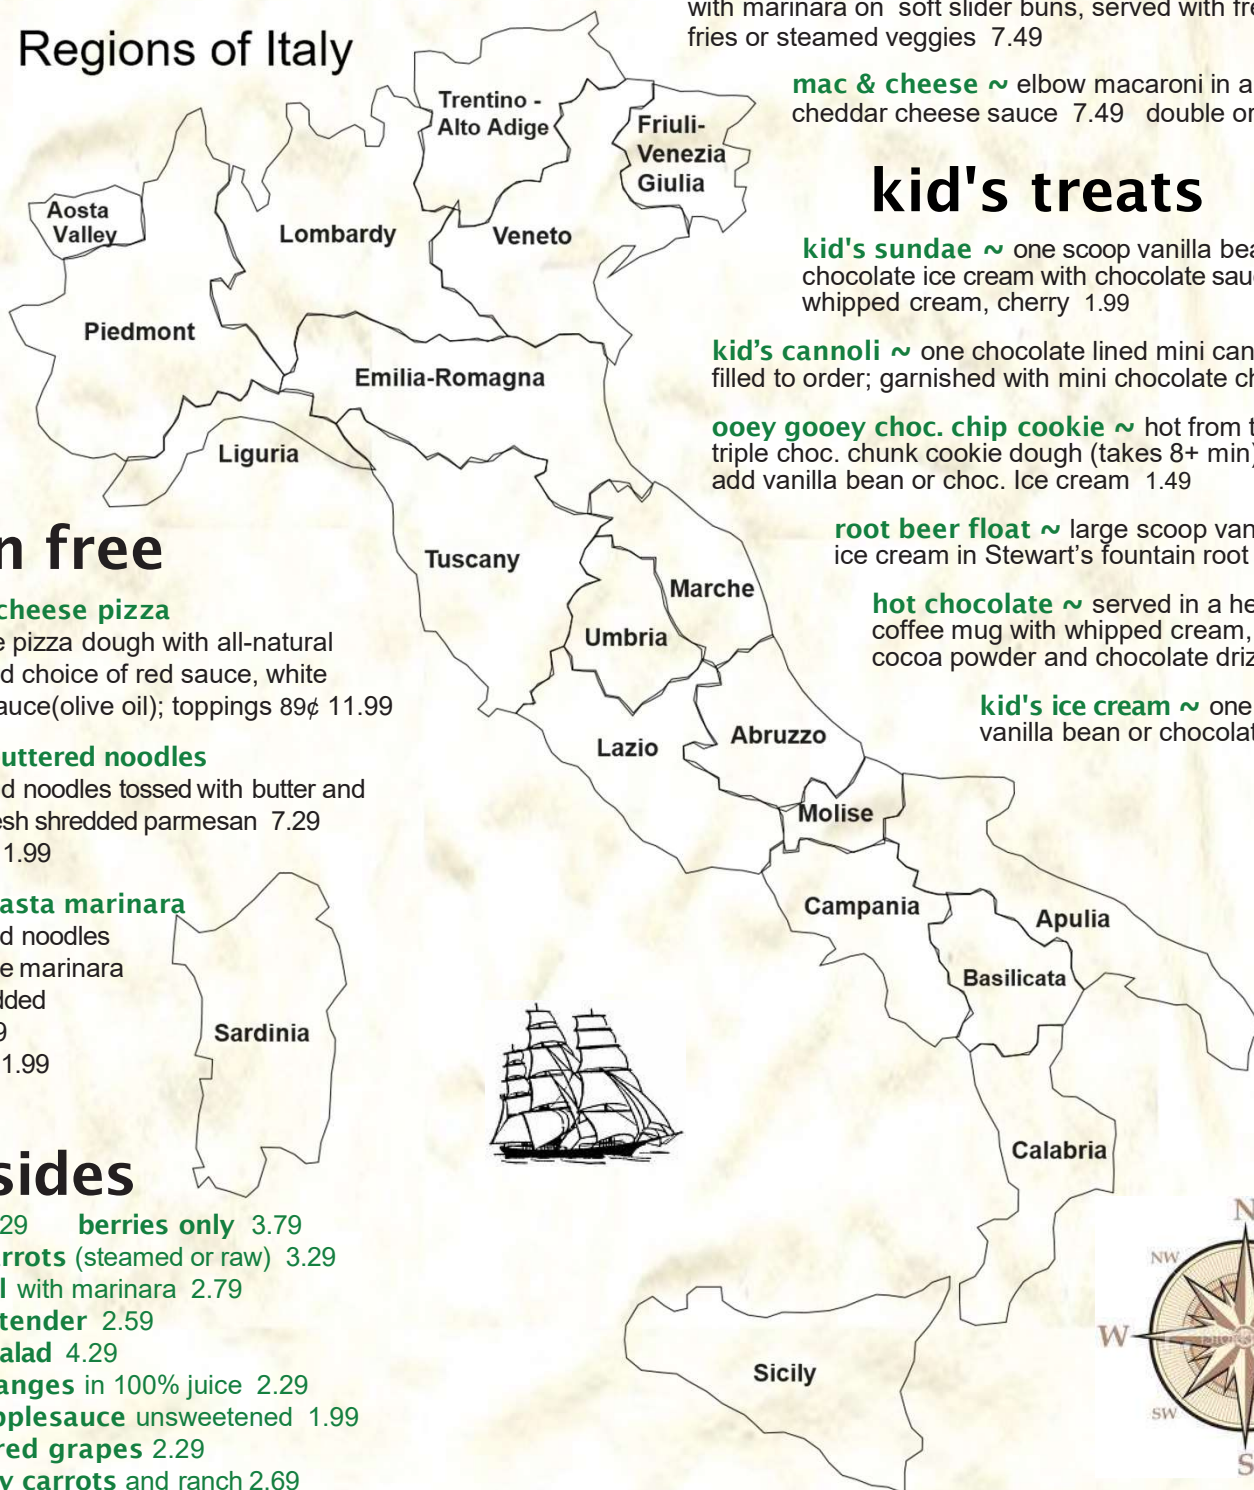 with marinara on soft slider buns, served with fre
fries or steamed veggies 7.49
Regions of Italy
mac & cheese ~ elbow macaroni in a
cheddar cheese sauce 7.49 double or
Trentino -
Alto Adige
Friuli-
Venezia
Giulia
Aosta
Valley
Lombardy
Veneto
Piedmont
Emilia-Romagna
Liguria
Tuscany
Marche
Umbria
Lazio
Abruzzo
Molise
Campania
Apulia
Basilicata
Sardinia
Calabria
Sicily
kid's treats
kid's sundae ~ one scoop vanilla bea
chocolate ice cream with chocolate sau
whipped cream, cherry 1.99
kid’s cannoli ~ one chocolate lined mini can
filled to order; garnished with mini chocolate ch
ooey gooey choc. chip cookie ~ hot from t
triple choc. chunk cookie dough (takes 8+ min)
add vanilla bean or choc. Ice cream 1.49
root beer float ~ large scoop van
ice cream in Stewart’s fountain root
hot chocolate ~ served in a he
coffee mug with whipped cream,
cocoa powder and chocolate driz
kid's ice cream ~ one
vanilla bean or chocolat
n free
cheese pizza
e pizza dough with all-natural
d choice of red sauce, white
auce(olive oil); toppings 89¢ 11.99
uttered noodles
d noodles tossed with butter and
esh shredded parmesan 7.29
1.99
asta marinara
d noodles
e marinara
dded
9
1.99
sides
29 berries only 3.79
arrots (steamed or raw) 3.29
l with marinara 2.79
tender 2.59
alad 4.29
anges in 100% juice 2.29
pplesauce unsweetened 1.99
red grapes 2.29
y carrots and ranch 2.69
N
NW
W
SW
S